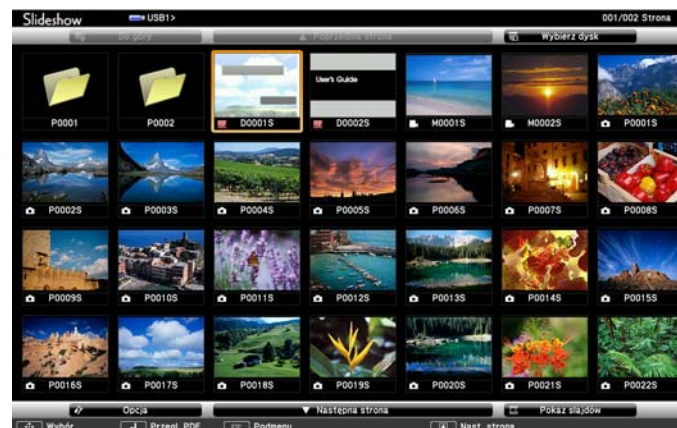 Slideshow USB1> 001/002 Strona
Do góry ▲ Poprzednia strona Wybierz dysk
User's Guide
P0001 P0002 D0001S D0002S M0001S M0002S P0001S
P0002S P0003S P0004S P0005S P0006S P0007S P0008S
P0009S P0010S P0011S P0012S P0013S P0014S P0015S
P0016S P0017S P0018S P0019S P0020S P0021S P0022S
Opcja ▼ Następna strona Pokaz slajdów
Wybór Przegl. PDF Podmenu Nast. strona